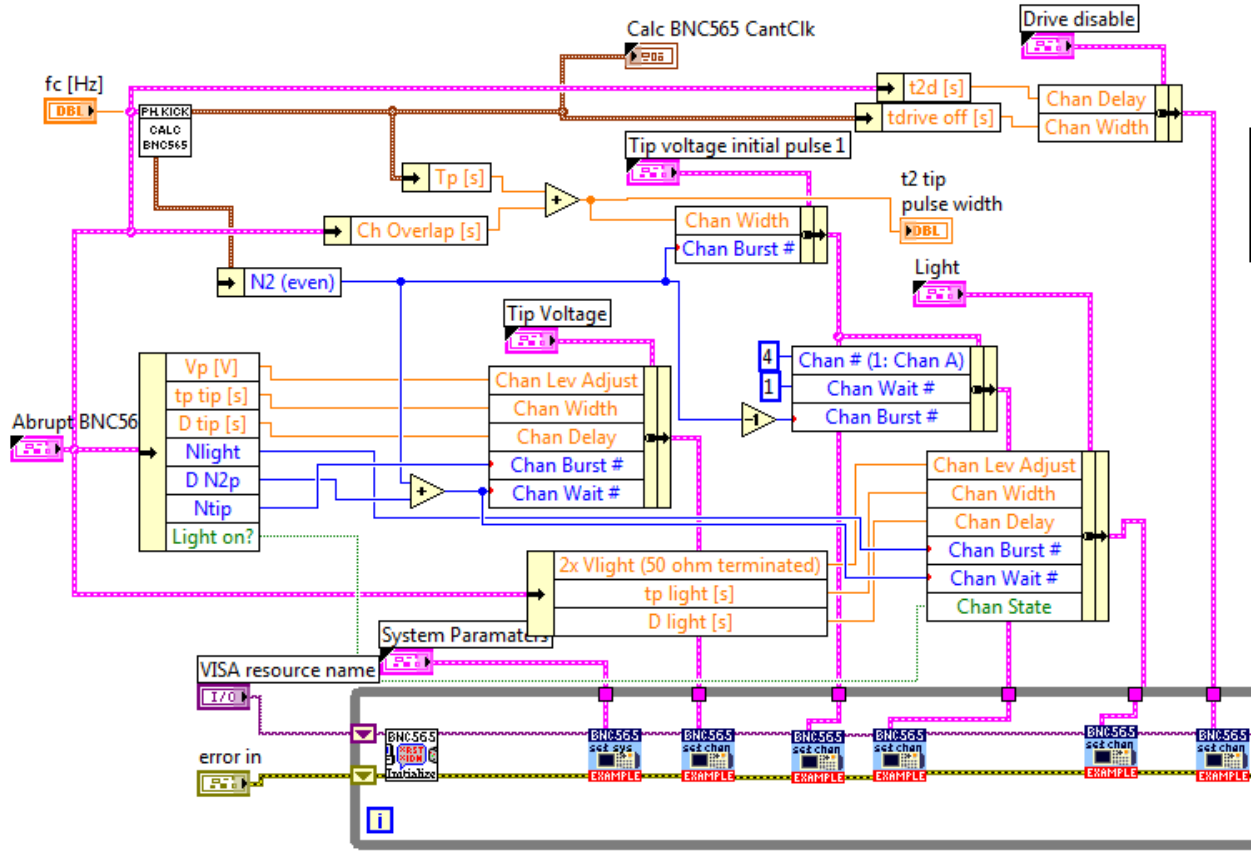 Calc BNC565 CantClk
Drive disable
fc [Hz]
DBL
PH. KICK
CALC
BNC565
t2d [s]
tdrive off [s]
Chan Delay
Chan Width
Tip voltage initial pulse 1
Tp [s]
+
t2 tip
pulse width
DBL
Ch Overlap [s]
Chan Width
Chan Burst #
N2 (even)
Light
Tip Voltage
Vp [V]
tp tip [s]
D tip [s]
Nlight
D N2p
Ntip
Light on?
Chan Lev Adjust
Chan Width
Chan Delay
Chan Burst #
Chan Wait #
4
1
-1
Chan # (1: Chan A)
Chan Wait #
Chan Burst #
Abrupt BNC56
+
Chan Lev Adjust
Chan Width
Chan Delay
Chan Burst #
Chan Wait #
Chan State
2x Vlight (50 ohm terminated)
tp light [s]
D light [s]
System Paramaters
VISA resource name
I/O
error in
BNC565
*RST
*IDN
Initialize
BNC565
set sys
EXAMPLE
BNC565
set chan
EXAMPLE
BNC565
set chan
EXAMPLE
BNC565
set chan
EXAMPLE
BNC565
set chan
EXAMPLE
BNC565
set chan
EXAMPLE
i